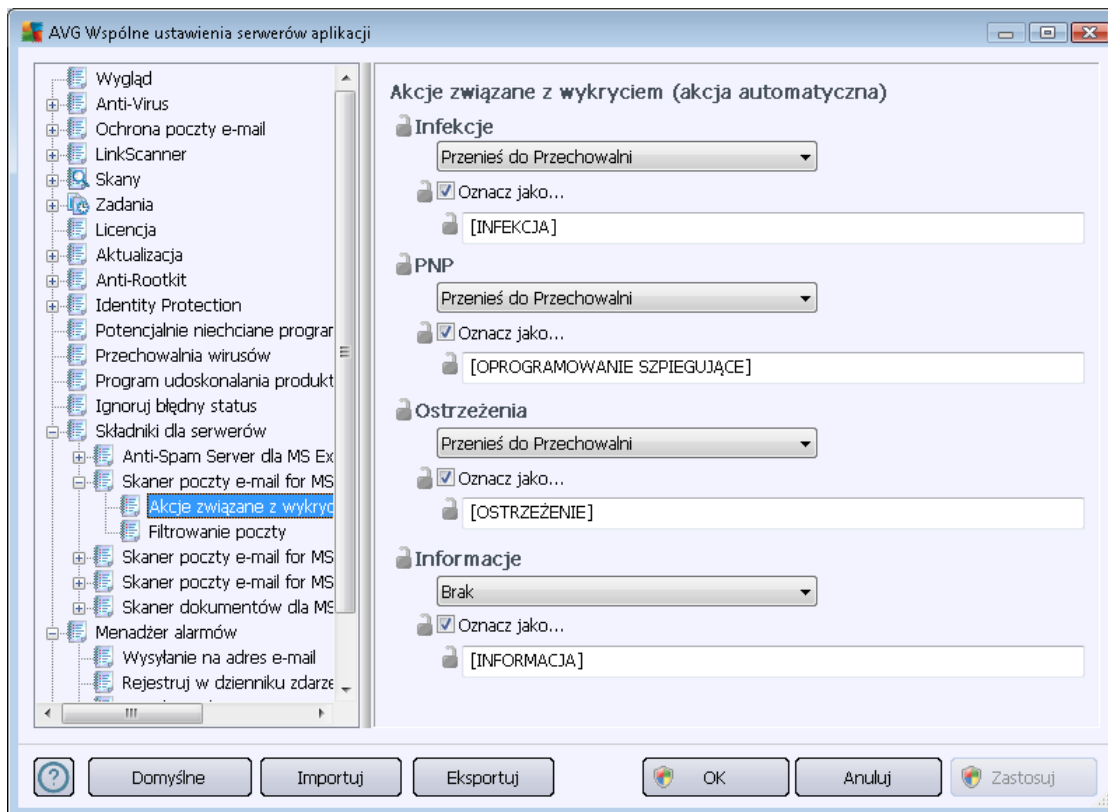 AVG Wspólne ustawienia serwerów aplikacji
Wygląd
Anti-Virus
Ochrona poczty e-mail
LinkScanner
Skany
Zadania
Licencja
Aktualizacja
Anti-Rootkit
Identity Protection
Potencjalnie niechciane prograr
Przechowalnia wirusów
Program udoskonalania produkt
Ignoruj błędny status
Składniki dla serwerów
Anti-Spam Server dla MS Ex
Skaner poczty e-mail for MS
Akcje związane z wykryc
Filtrowanie poczty
Skaner poczty e-mail for MS
Skaner poczty e-mail for MS
Skaner dokumentów dla MS
Menadżer alarmów
Wysyłanie na adres e-mail
Rejestruj w dzienniku zdarze
Akcje związane z wykryciem (akcja automatyczna)
Infekcje
Przenieś do Przechowalni
Oznacz jako...
[INFEKCJA]
PNP
Przenieś do Przechowalni
Oznacz jako...
[OPROGRAMOWANIE SZPIEGUJĄCE]
Ostrzeżenia
Przenieś do Przechowalni
Oznacz jako...
[OSTRZEŻENIE]
Informacje
Brak
Oznacz jako...
[INFORMACJA]
Domyślne
Importuj
Eksportuj
OK
Anuluj
Zastosuj